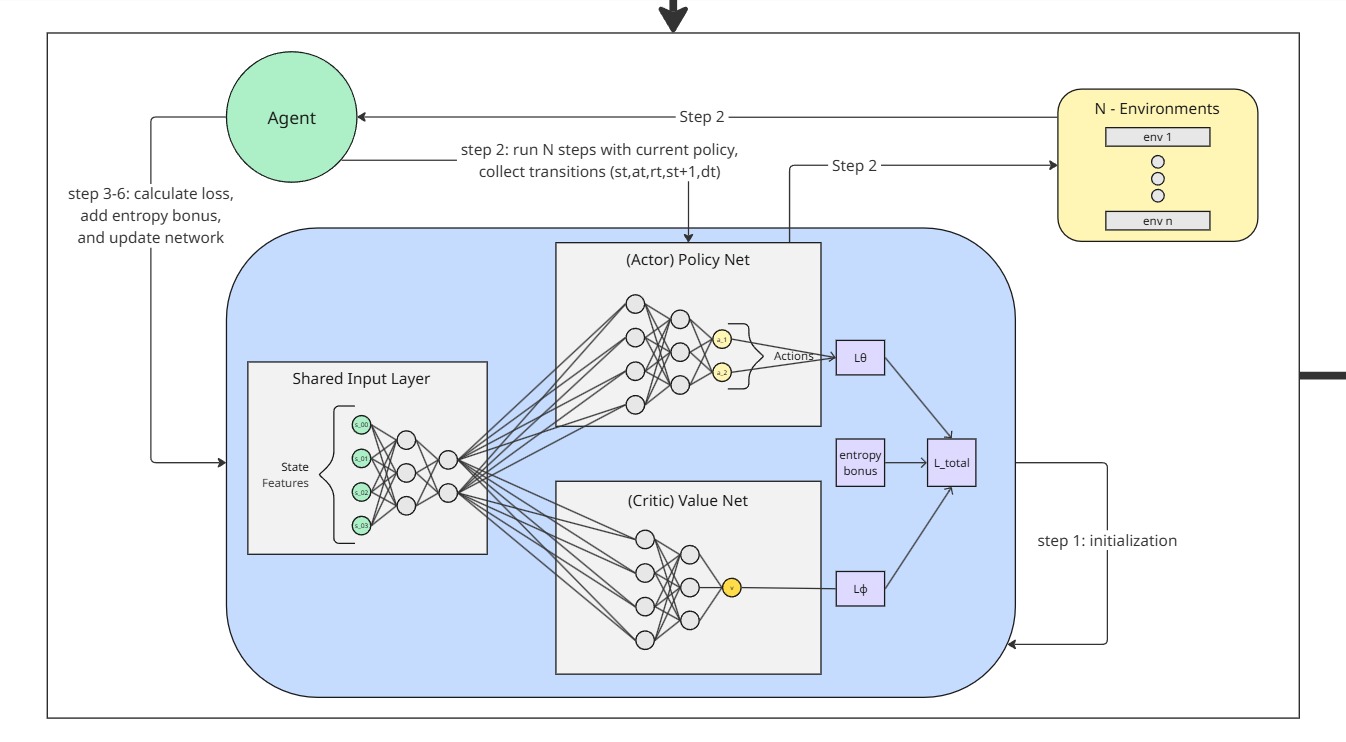 Agent
Step 2
N - Environments
env 1
env n
step 2: run N steps with current policy,
collect transitions (st,at,rt,st+1,dt)
Step 2
step 3-6: calculate loss,
add entropy bonus,
and update network
(Actor) Policy Net
a_1
a_2
Actions
Lθ
Shared Input Layer
s_00
s_01
s_02
s_03
State
Features
entropy
bonus
L_total
(Critic) Value Net
v
Lϕ
step 1: initialization